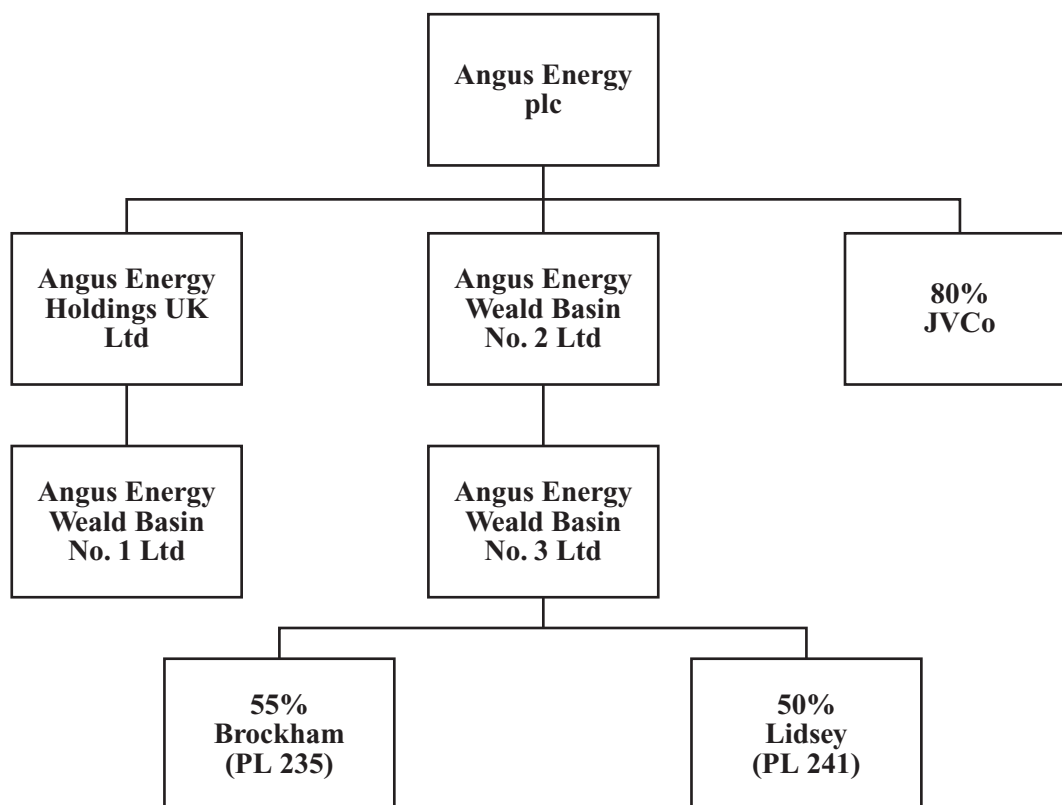 Angus Energy
plc
Angus Energy
Holdings UK
Ltd
Angus Energy
Weald Basin
No. 2 Ltd
80%
JVCo
Angus Energy
Weald Basin
No. 1 Ltd
Angus Energy
Weald Basin
No. 3 Ltd
55%
Brockham
(PL 235)
50%
Lidsey
(PL 241)